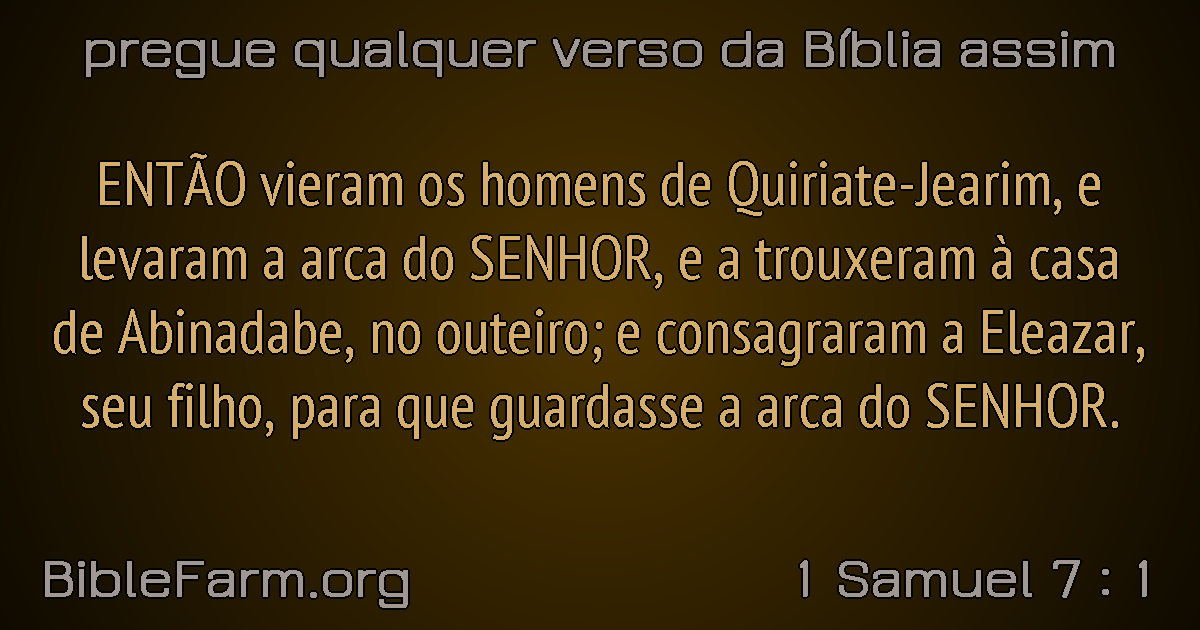 pregue qualquer verso da Bíblia assim
ENTÃO vieram os homens de Quiriate-Jearim, e
levaram a arca do SENHOR, e a trouxeram à casa
de Abinadabe, no outeiro; e consagraram a Eleazar,
seu filho, para que guardasse a arca do SENHOR.
BibleFarm.org
1 Samuel 7 : 1